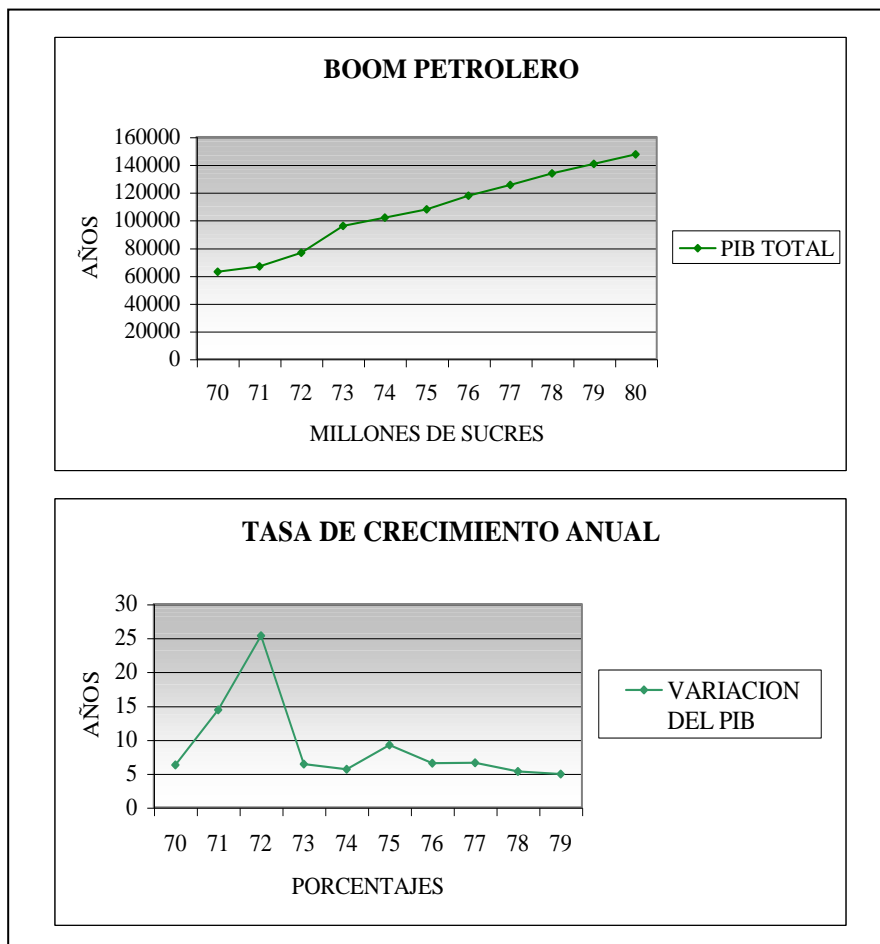 BOOM PETROLERO
160000
140000
120000
100000
80000
60000
40000
20000
0
AÑOS
70 71 72 73 74 75 76 77 78 79 80
MILLONES DE SUCRES
PIB TOTAL
TASA DE CRECIMIENTO ANUAL
30
25
20
15
10
5
0
AÑOS
70 71 72 73 74 75 76 77 78 79
PORCENTAJES
VARIACION
DEL PIB